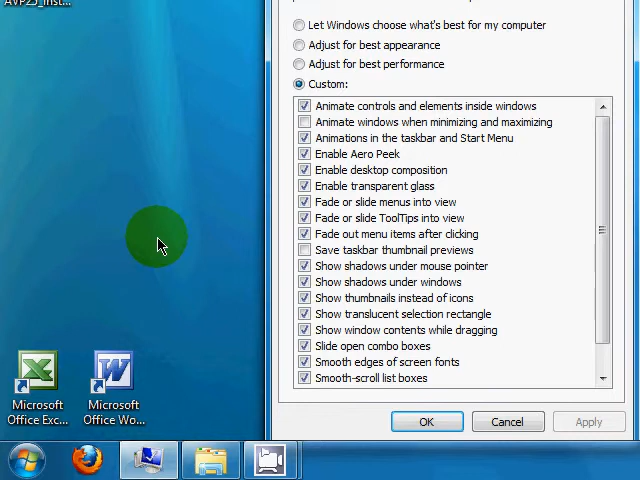 AVP25_inst...
Let Windows choose what's best for my computer
Adjust for best appearance
Adjust for best performance
Custom:
Animate controls and elements inside windows
Animate windows when minimizing and maximizing
Animations in the taskbar and Start Menu
Enable Aero Peek
Enable desktop composition
Enable transparent glass
Fade or slide menus into view
Fade or slide ToolTips into view
Fade out menu items after clicking
Save taskbar thumbnail previews
Show shadows under mouse pointer
Show shadows under windows
Show thumbnails instead of icons
Show translucent selection rectangle
Show window contents while dragging
Slide open combo boxes
Smooth edges of screen fonts
Smooth-scroll list boxes
Microsoft
Office Exc...
Microsoft
Office Wo...
OK
Cancel
Apply